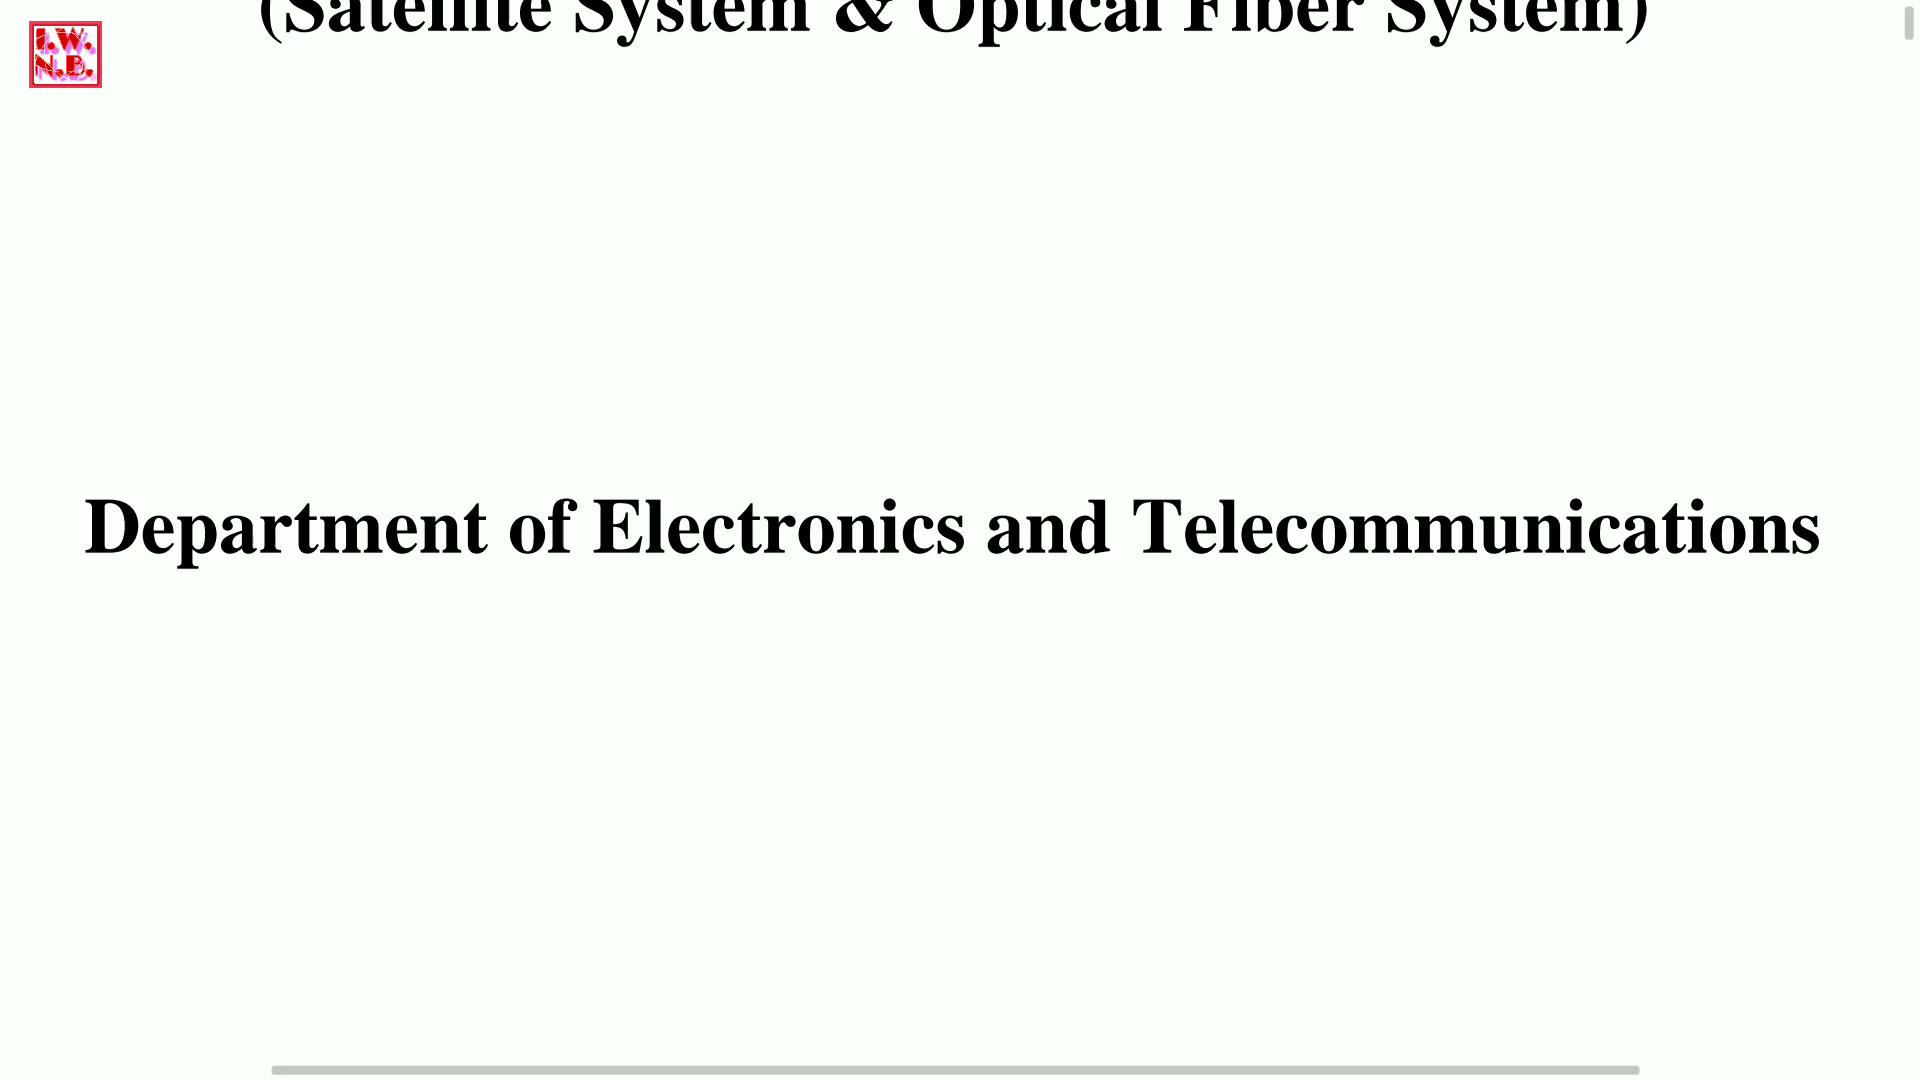 (Satellite System & Optical Fiber System)
I.W.
N.B.
Department of Electronics and Telecommunications